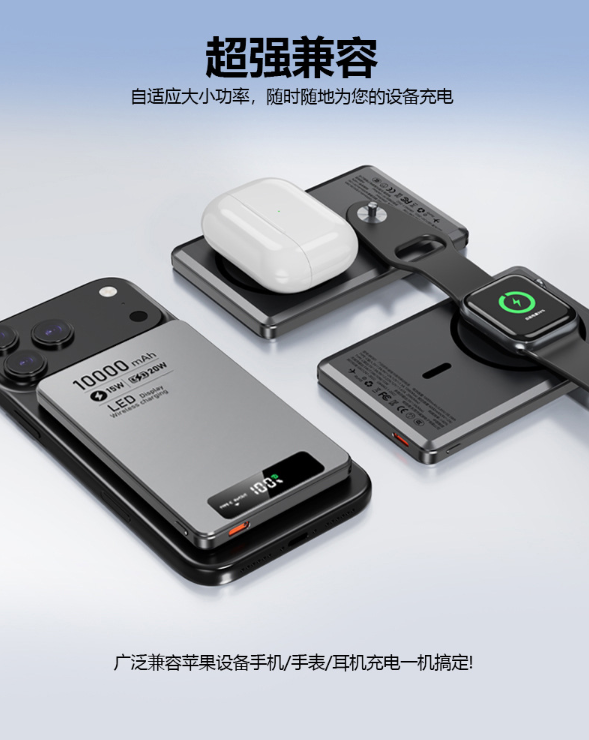 超强兼容
自适应大小功率，随时随地为您的设备充电
10000 mAh
15W 20W
LED Display
Wireless charging
100%
广泛兼容苹果设备手机/手表/耳机充电一机搞定!